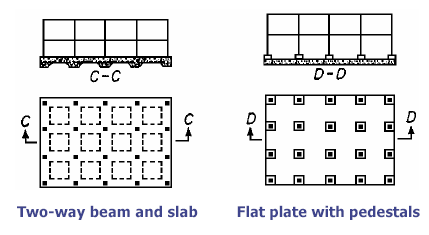 C-C
D-D
C C
D D
Two-way beam and slab
Flat plate with pedestals